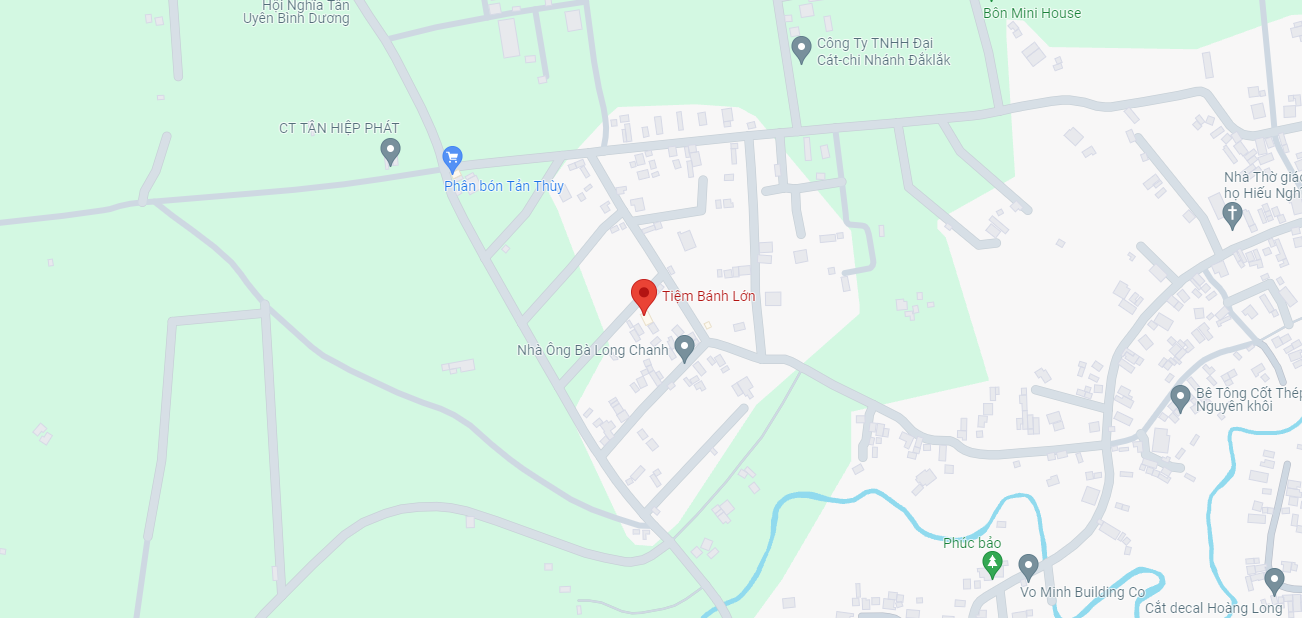 Hội Nghĩa Tân
Uyên Bình Dương
Bôn Mini House
Công Ty TNHH Đại
Cát-chi Nhánh Đắklắk
CT TÂN HIỆP PHÁT
Phân bón Tản Thùy
Nhà Thờ giáo
họ Hiếu Nghĩ
Tiệm Bánh Lớn
Nhà Ông Bà Long Chanh
Bê Tông Cốt Thép
Nguyên khôi
Phúc bảo
Vo Minh Building Co
Cắt decal Hoàng Long